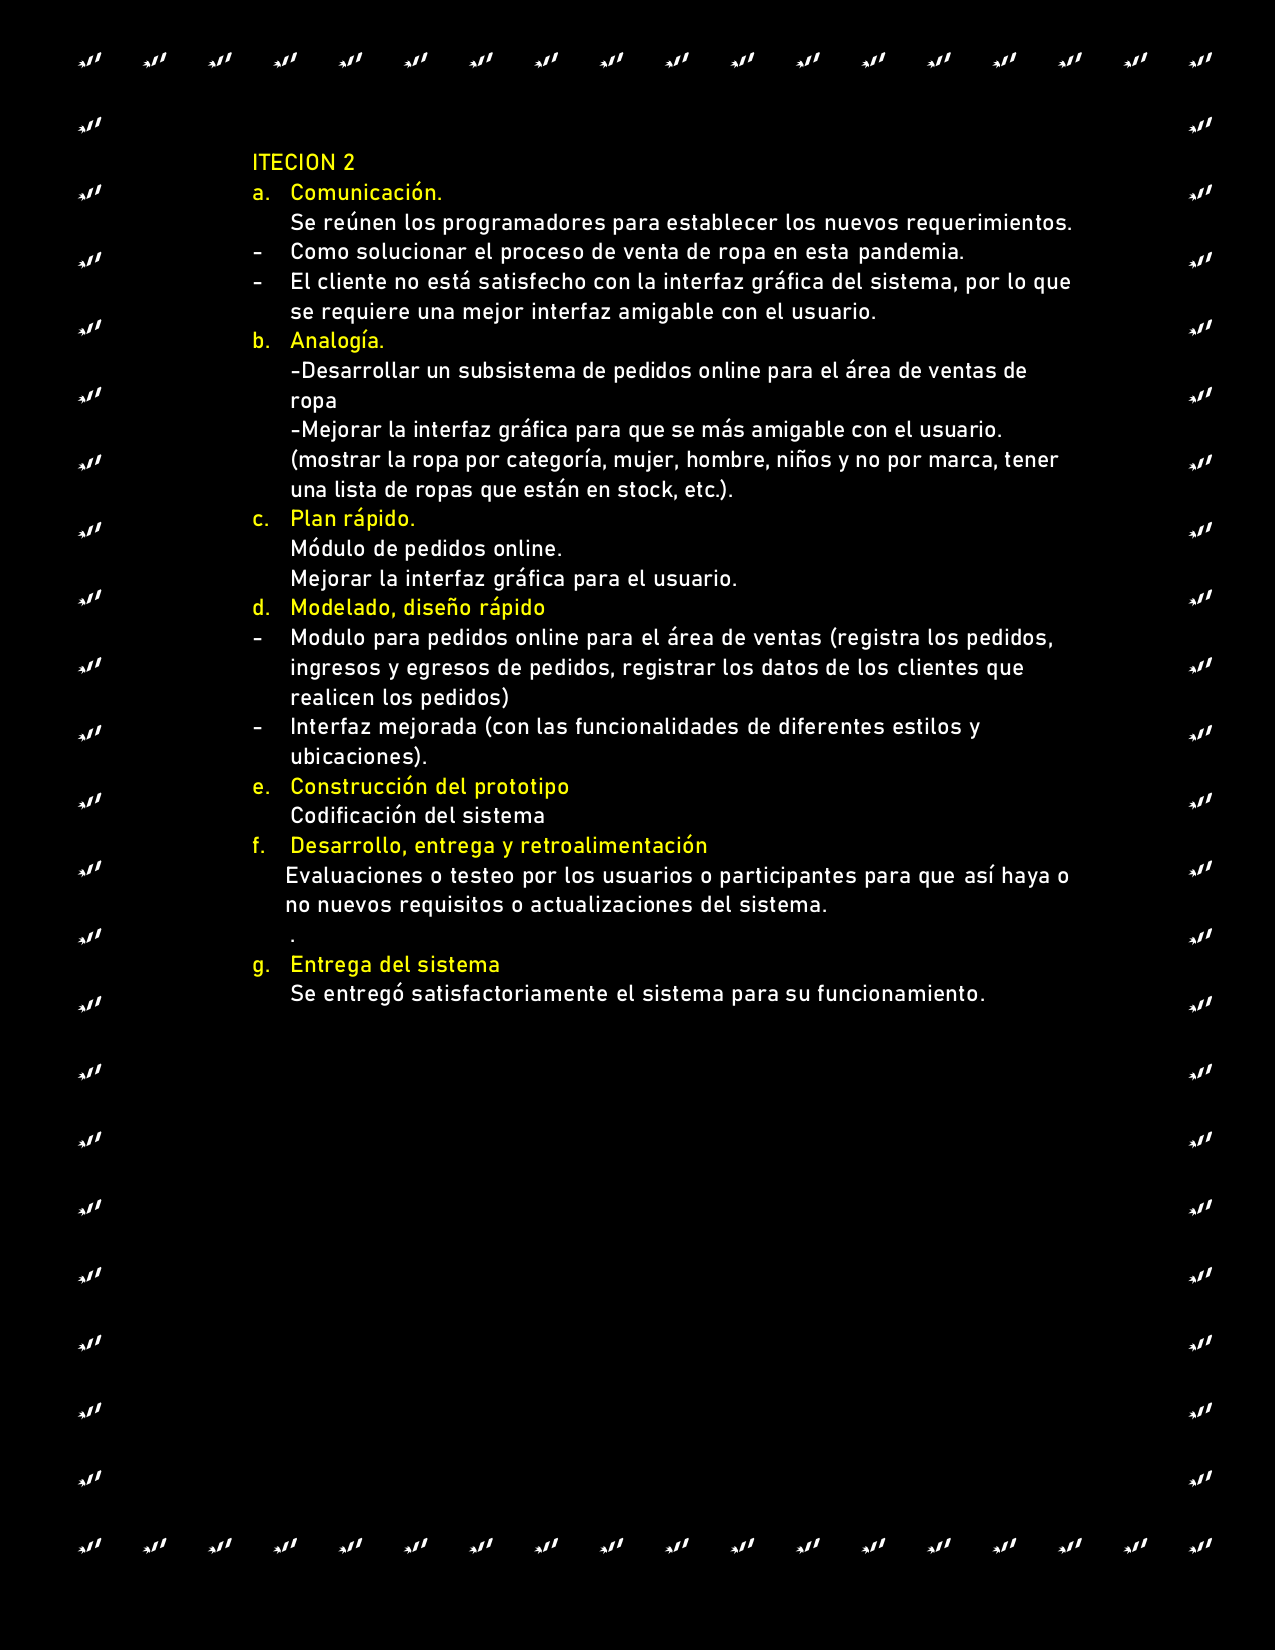 ITECION 2
a. Comunicación.
Se reúnen los programadores para establecer los nuevos requerimientos.
- Como solucionar el proceso de venta de ropa en esta pandemia.
- El cliente no está satisfecho con la interfaz gráfica del sistema, por lo que
se requiere una mejor interfaz amigable con el usuario.
b. Analogía.
-Desarrollar un subsistema de pedidos online para el área de ventas de
ropa
-Mejorar la interfaz gráfica para que se más amigable con el usuario.
(mostrar la ropa por categoría, mujer, hombre, niños y no por marca, tener
una lista de ropas que están en stock, etc.).
c. Plan rápido.
Módulo de pedidos online.
Mejorar la interfaz gráfica para el usuario.
d. Modelado, diseño rápido
- Modulo para pedidos online para el área de ventas (registra los pedidos,
ingresos y egresos de pedidos, registrar los datos de los clientes que
realicen los pedidos)
- Interfaz mejorada (con las funcionalidades de diferentes estilos y
ubicaciones).
e. Construcción del prototipo
Codificación del sistema
f. Desarrollo, entrega y retroalimentación
Evaluaciones o testeo por los usuarios o participantes para que así haya o
no nuevos requisitos o actualizaciones del sistema.
.
g. Entrega del sistema
Se entregó satisfactoriamente el sistema para su funcionamiento.